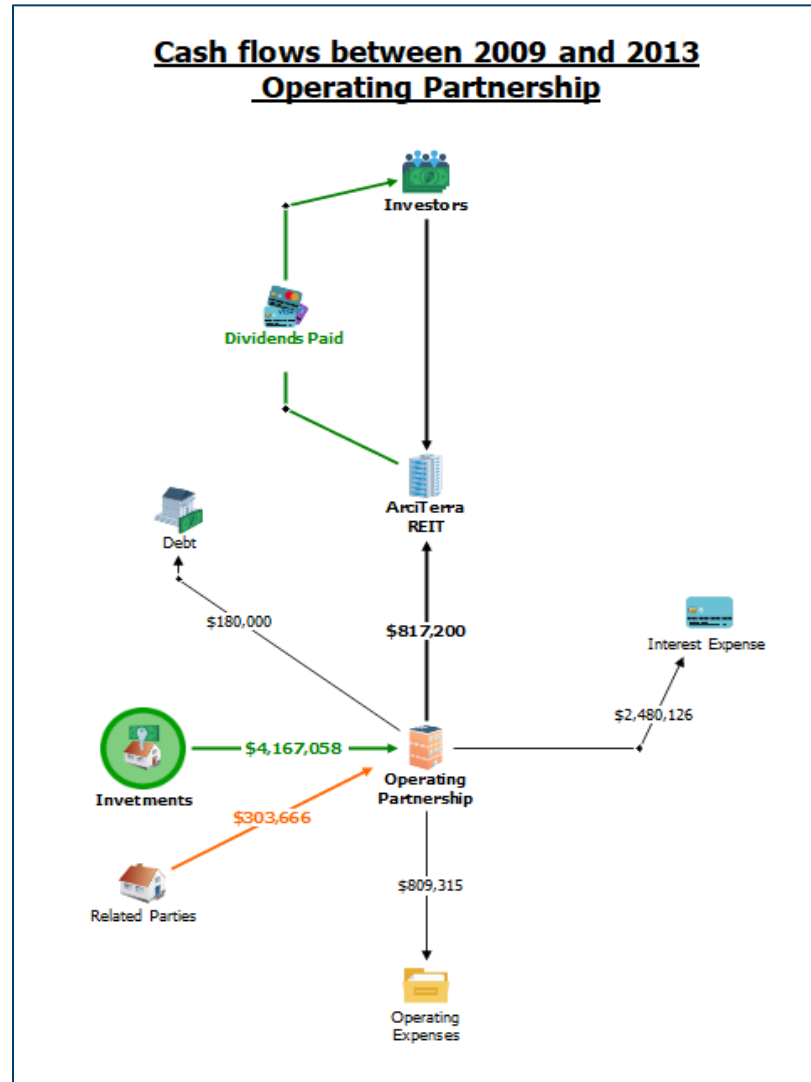 Cash flows between 2009 and 2013
Operating Partnership
Investors
Dividends Paid
ArciTerra
REIT
Debt
$180,000
$817,200
Interest Expense
$2,480,126
$4,167,058
Invetments
Operating
Partnership
$303,666
Related Parties
$809,315
Operating
Expenses